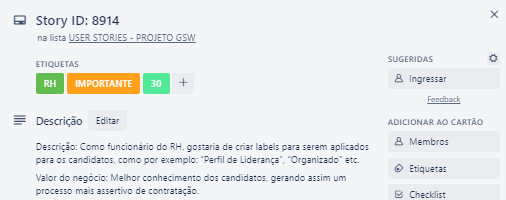 Story ID: 8914
na lista USER STORIES - PROJETO GSW
ETIQUETAS
RH IMPORTANTE 30 +
Descrição Editar
Descrição: Como funcionário do RH, gostaria de criar labels para serem aplicados
para os candidatos, como por exemplo: "Perfil de Liderança", "Organizado" etc.
Valor do negócio: Melhor conhecimento dos candidatos, gerando assim um
processo mais assertivo de contratação.
SUGERIDAS
Ingressar
Feedback
ADICIONAR AO CARTÃO
Membros
Etiquetas
Checklist